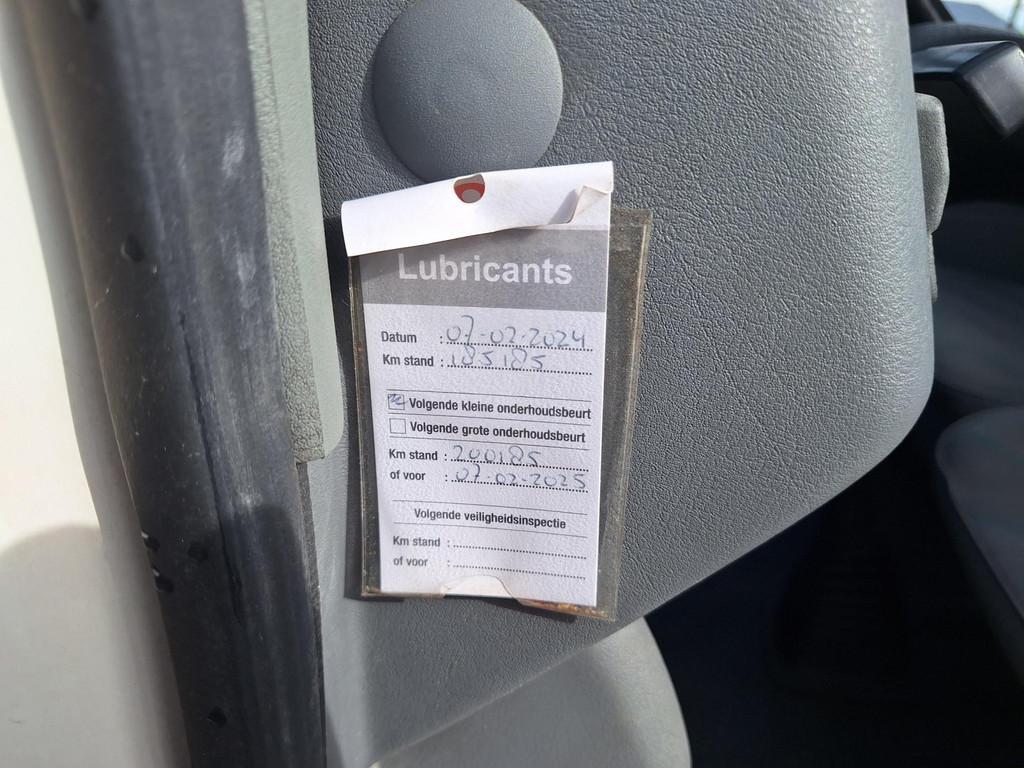 Lubricants
Datum : 07-02-2024
Km stand : 185185
Volgende kleine onderhoudsbeurt
Volgende grote onderhoudsbeurt
Km stand : 200185
of voor : 07-02-2025
Volgende veiligheidsinspectie
Km stand :
of voor :